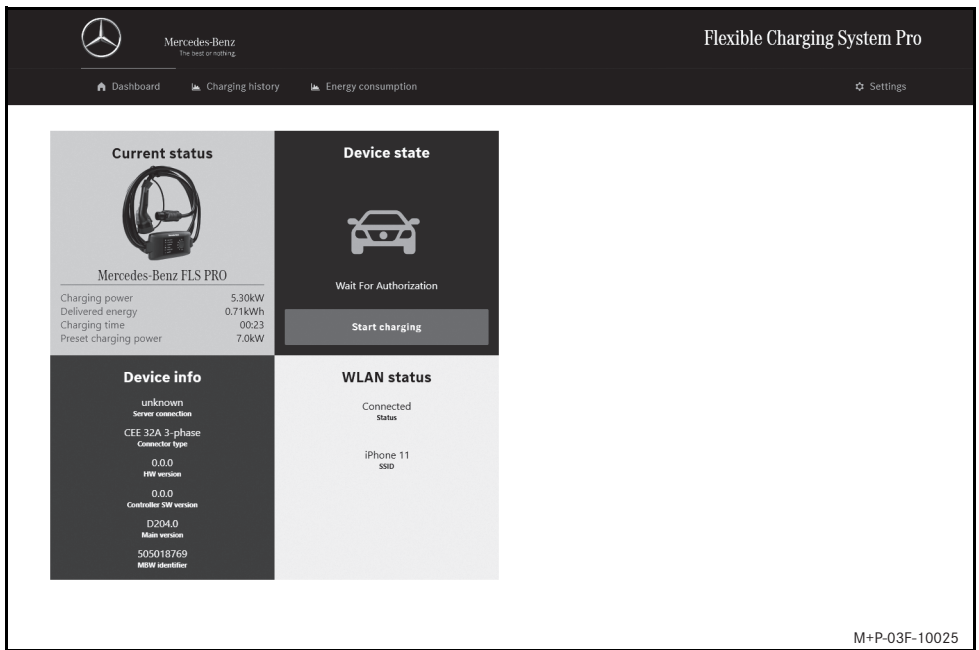 Mercedes-Benz
The best or nothing.
Flexible Charging System Pro
Dashboard
Charging history
Energy consumption
Settings
Current status
Mercedes-Benz FLS PRO
Charging power 5.30kW
Delivered energy 0.71kWh
Charging time 00:23
Preset charging power 7.0kW
Device state
Wait For Authorization
Start charging
Device info
unknown
Server connection
CEE 32A 3-phase
Connector type
0.0.0
HW version
0.0.0
Controller SW version
D204.0
Main version
505018769
MBW identifier
WLAN status
Connected
Status
iPhone 11
SSID
M+P-03F-10025